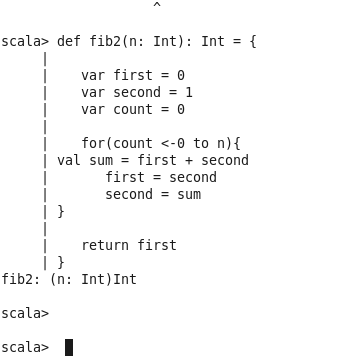 ^
scala> def fib2(n: Int): Int = {
|
| var first = 0
| var second = 1
| var count = 0
|
| for(count <-0 to n){
| val sum = first + second
| first = second
| second = sum
| }
|
| return first
| }
fib2: (n: Int)Int
scala>
scala>